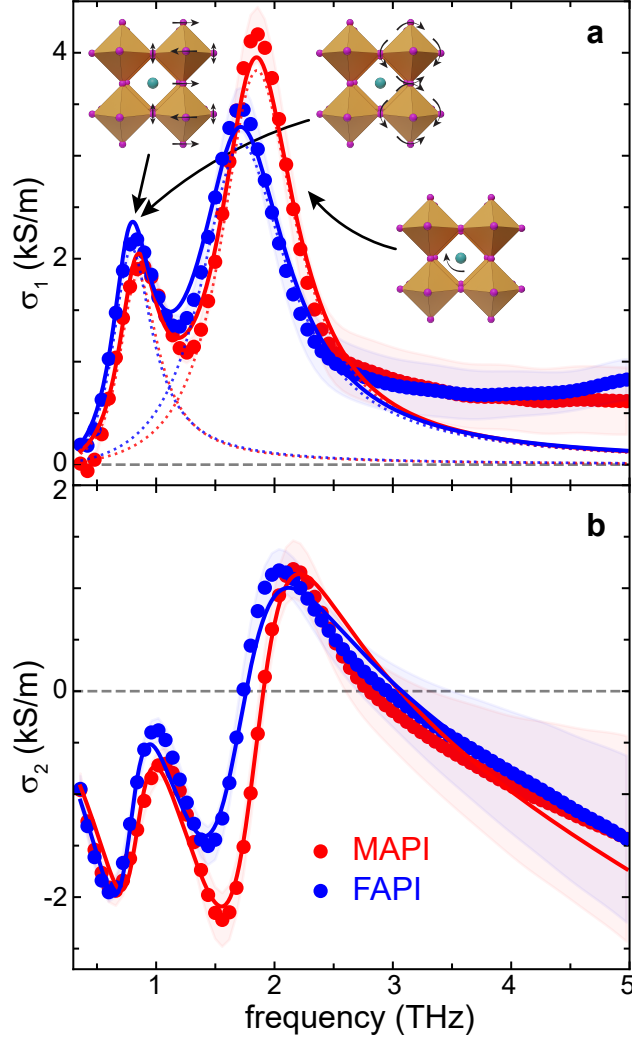 a
4
2
0
σ₁ (kS/m)
b
2
0
-2
σ₂ (kS/m)
MAPI
FAPI
1 2 3 4 5
frequency (THz)